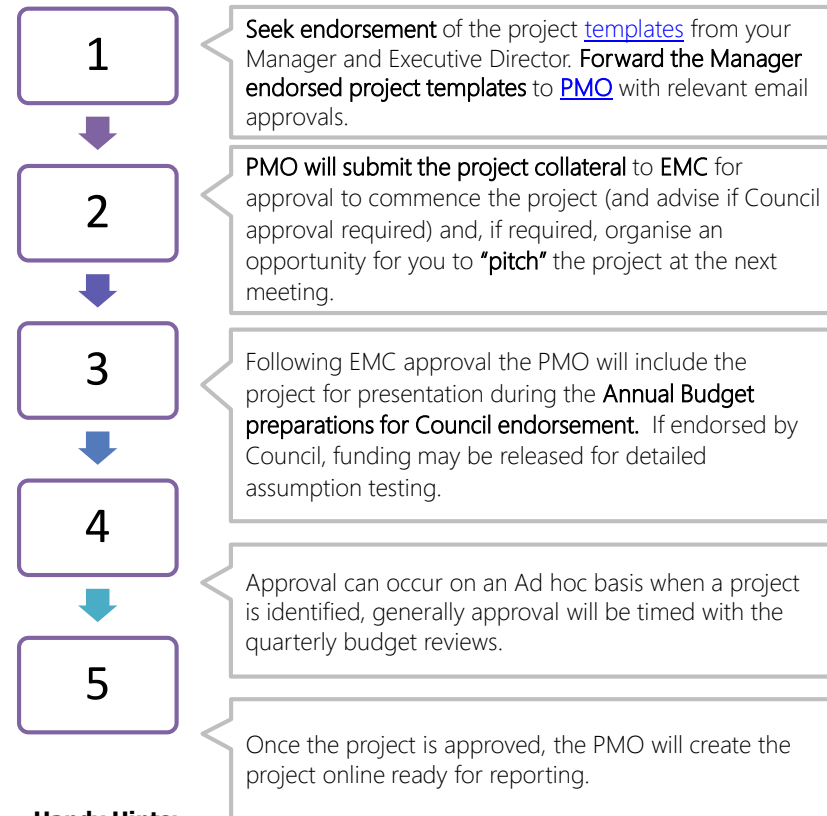 1
Seek endorsement of the project templates from your
Manager and Executive Director. Forward the Manager
endorsed project templates to PMO with relevant email
approvals.
2
PMO will submit the project collateral to EMC for
approval to commence the project (and advise if Council
approval required) and, if required, organise an
opportunity for you to “pitch” the project at the next
meeting.
3
Following EMC approval the PMO will include the
project for presentation during the Annual Budget
preparations for Council endorsement. If endorsed by
Council, funding may be released for detailed
assumption testing.
4
Approval can occur on an Ad hoc basis when a project
is identified, generally approval will be timed with the
quarterly budget reviews.
5
Once the project is approved, the PMO will create the
project online ready for reporting.
Handy Hints: